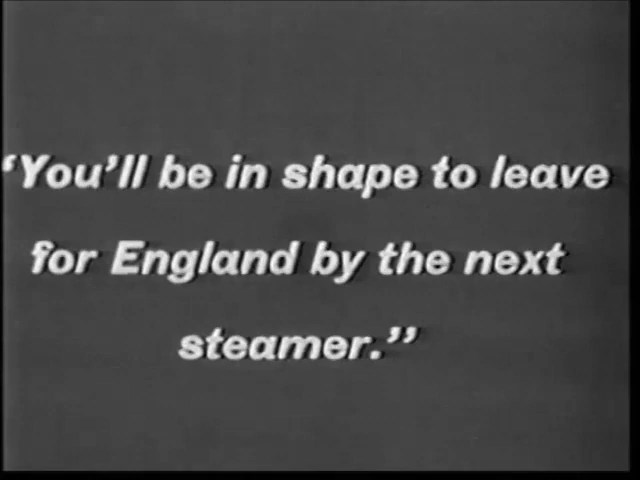 ‘You’ll be in shape to leave
for England by the next
steamer.”